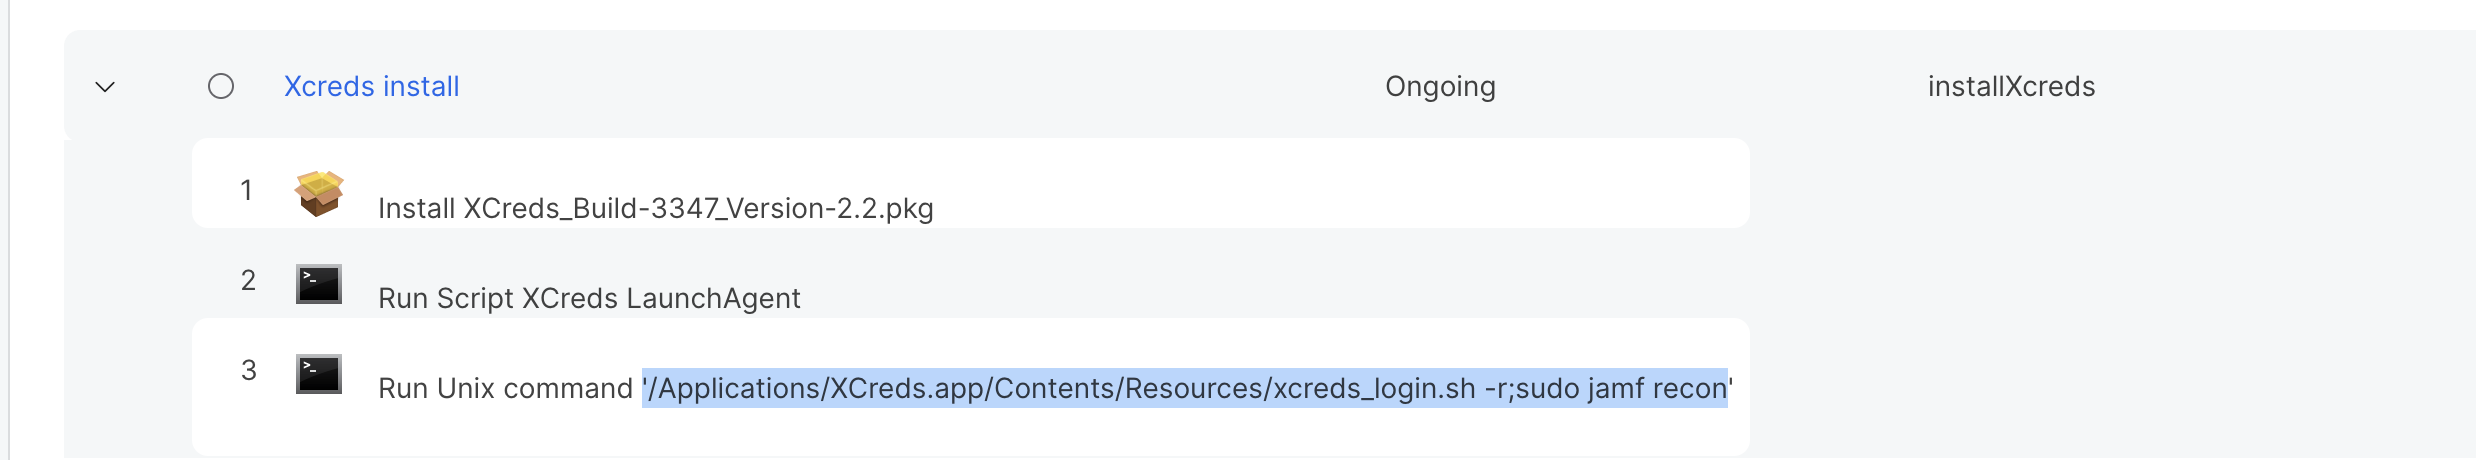 Xcreds install Ongoing installXcreds
1 Install XCreds_Build-3347_Version-2.2.pkg
2 Run Script XCreds LaunchAgent
3 Run Unix command '/Applications/XCreds.app/Contents/Resources/xcreds_login.sh -r;sudo jamf recon'